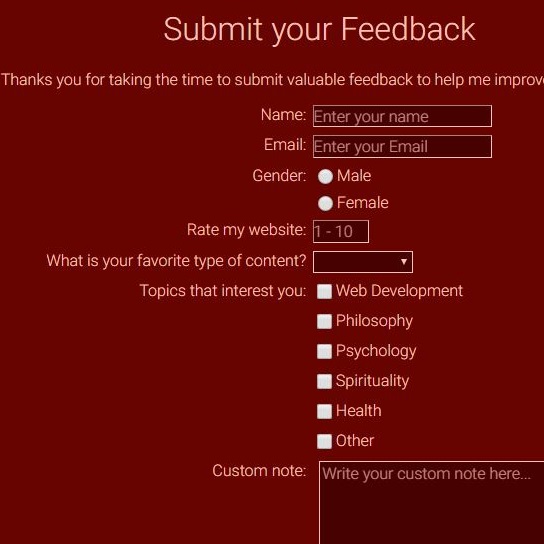 Submit your Feedback
Thanks you for taking the time to submit valuable feedback to help me improv
Name: Enter your name
Email: Enter your Email
Gender: Male
Female
Rate my website: 1 - 10
What is your favorite type of content?
Topics that interest you: Web Development
Philosophy
Psychology
Spirituality
Health
Other
Custom note: Write your custom note here...